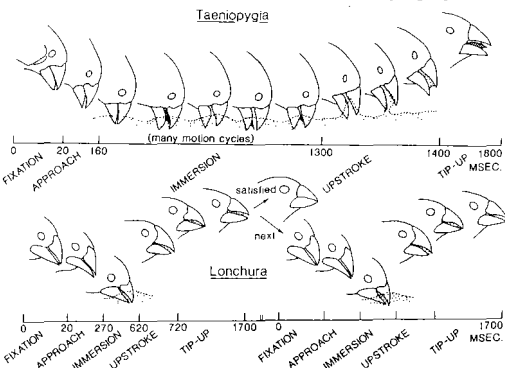 Taeniopygia
(many motion cycles)
0 20 160 1300 1400 1800
MSEC.
FIXATION APPROACH IMMERSION UPSTROKE TIP-UP
satisfied
next
Lonchura
0 20 270 620 720 1700 0 1700
MSEC.
FIXATION APPROACH IMMERSION UPSTROKE TIP-UP FIXATION APPROACH IMMERSION UPSTROKE TIP-UP